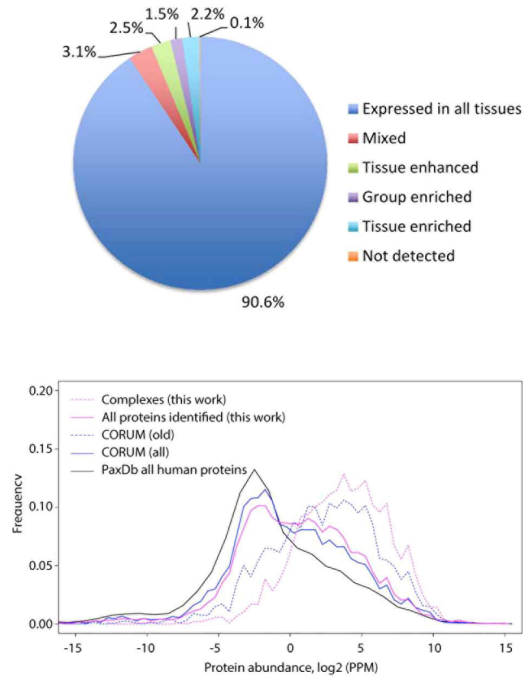 1.5%
2.2%
2.5%
0.1%
3.1%
Expressed in all tissues
Mixed
Tissue enhanced
Group enriched
Tissue enriched
Not detected
90.6%
0.20
Complexes (this work)
All proteins identified (this work)
0.15
CORUM (old)
CORUM (all)
PaxDb all human proteins
Frequency
0.10
0.05
0.00
-15
-10
-5
0
5
10
15
Protein abundance, log2 (PPM)